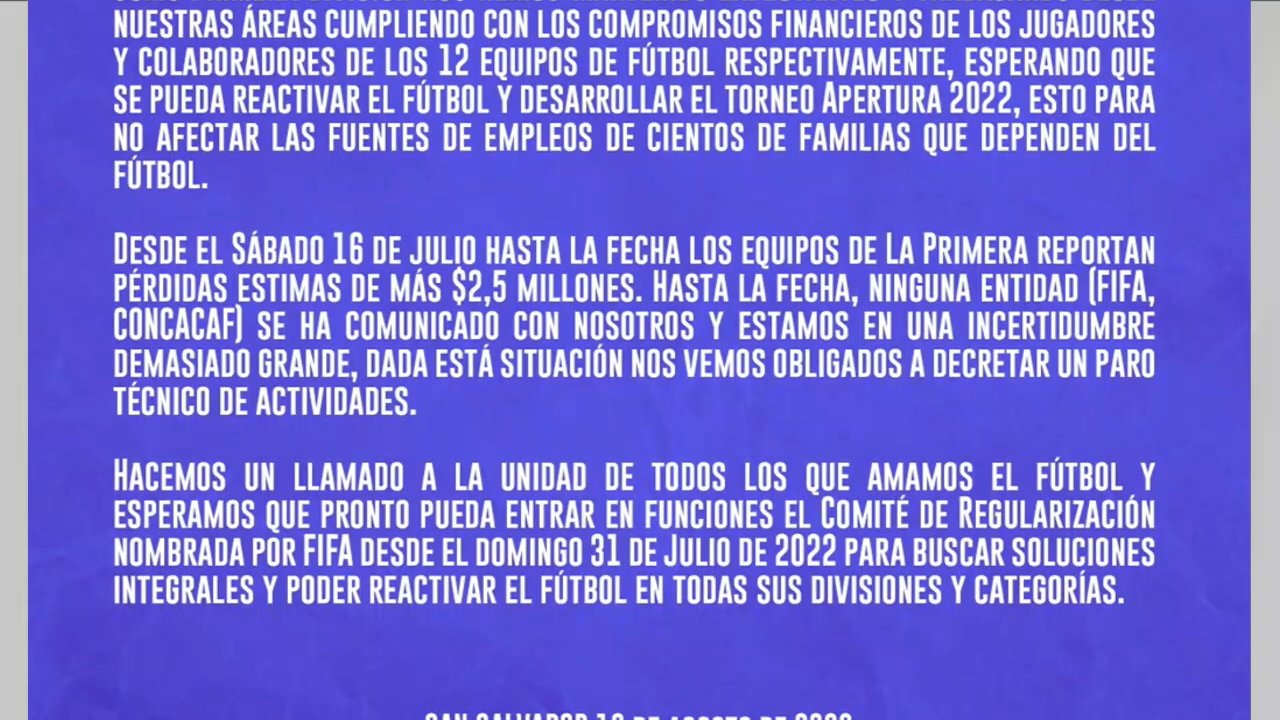 NUESTRAS ÁREAS CUMPLIENDO CON LOS COMPROMISOS FINANCIEROS DE LOS JUGADORES
Y COLABORADORES DE LOS 12 EQUIPOS DE FÚTBOL RESPECTIVAMENTE, ESPERANDO QUE
SE PUEDA REACTIVAR EL FÚTBOL Y DESARROLLAR EL TORNEO APERTURA 2022, ESTO PARA
NO AFECTAR LAS FUENTES DE EMPLEOS DE CIENTOS DE FAMILIAS QUE DEPENDEN DEL
FÚTBOL.
DESDE EL SÁBADO 16 DE JULIO HASTA LA FECHA LOS EQUIPOS DE LA PRIMERA REPORTAN
PÉRDIDAS ESTIMAS DE MÁS $2,5 MILLONES. HASTA LA FECHA, NINGUNA ENTIDAD (FIFA,
CONCACAF) SE HA COMUNICADO CON NOSOTROS Y ESTAMOS EN UNA INCERTIDUMBRE
DEMASIADO GRANDE, DADA ESTÁ SITUACIÓN NOS VEMOS OBLIGADOS A DECRETAR UN PARO
TÉCNICO DE ACTIVIDADES.
HACEMOS UN LLAMADO A LA UNIDAD DE TODOS LOS QUE AMAMOS EL FÚTBOL Y
ESPERAMOS QUE PRONTO PUEDA ENTRAR EN FUNCIONES EL COMITÉ DE REGULARIZACIÓN
NOMBRADA POR FIFA DESDE EL DOMINGO 31 DE JULIO DE 2022 PARA BUSCAR SOLUCIONES
INTEGRALES Y PODER REACTIVAR EL FÚTBOL EN TODAS SUS DIVISIONES Y CATEGORÍAS.